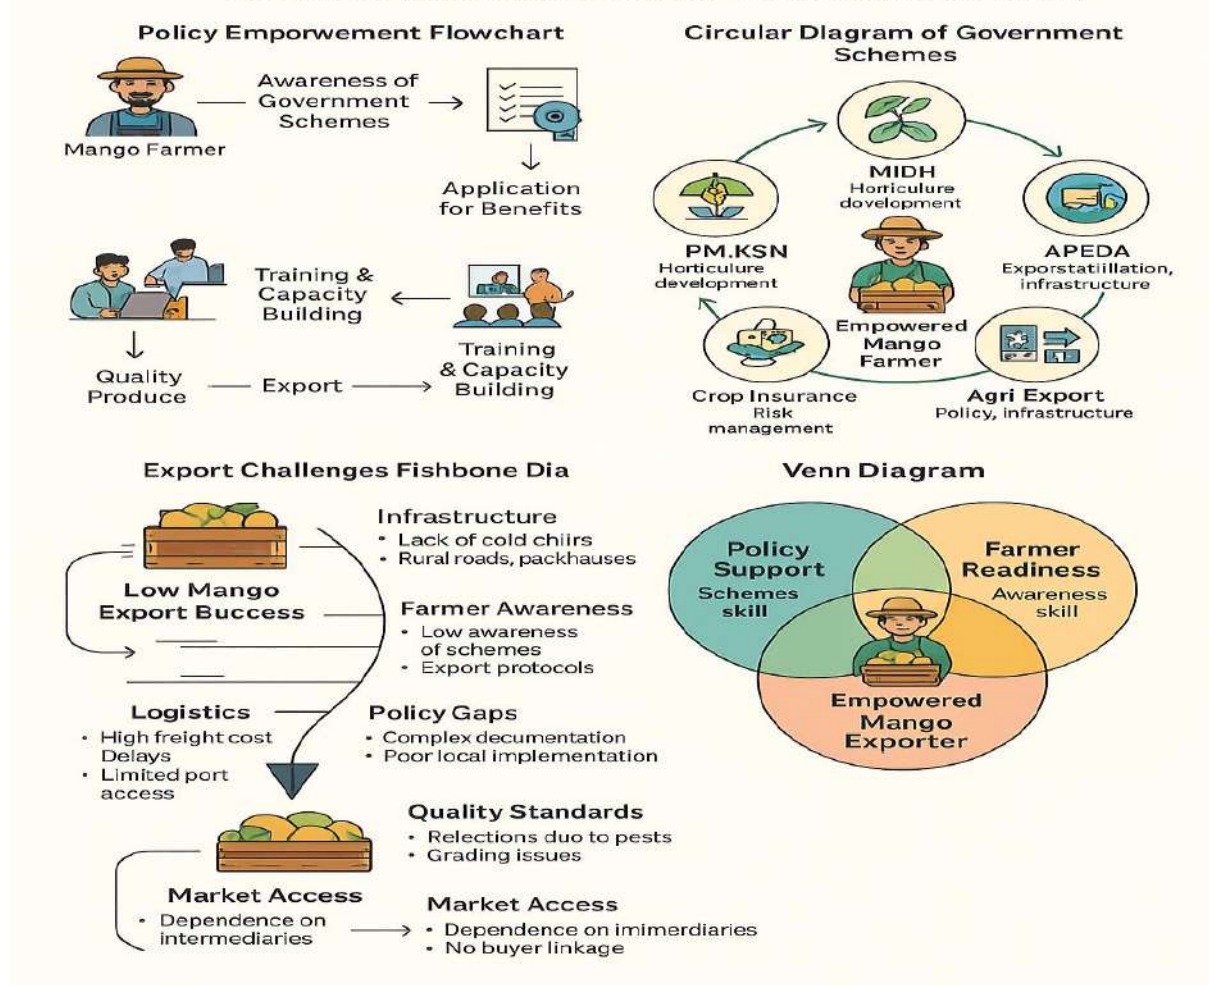 Policy Emporwement Flowchart
Mango Farmer
Awareness of
Government
Schemes
Application
for Benefits
Training &
Capacity
Building
Training
& Capacity
Building
Quality
Produce
Export
Circular Dlagram of Government
Schemes
MIDH
Horticulure
dovelopment
PM.KSN
Horticulure
development
APEDA
Exporstatiillation,
infrastructure
Empowered
Mango
Farmer
Crop Insurance
Risk
management
Agri Export
Policy, infrastructure
Export Challenges Fishbone Dia
Low Mango
Export Buccess
Infrastructure
• Lack of cold chiirs
• Rural roads, packhauses
Farmer Awareness
• Low awareness
of schemes
• Export protocols
Logistics
• High freight cost
Delays
• Limited port
access
Policy Gaps
• Complex decumentation
• Poor local implementation
Quality Standards
• Relections duo to pests
• Grading issues
Market Access
• Dependence on
intermediaries
Market Access
• Dependence on imimerdiaries
• No buyer linkage
Venn Diagram
Policy
Support
Schemes
skill
Farmer
Readiness
Awareness
skill
Empowered
Mango
Exporter